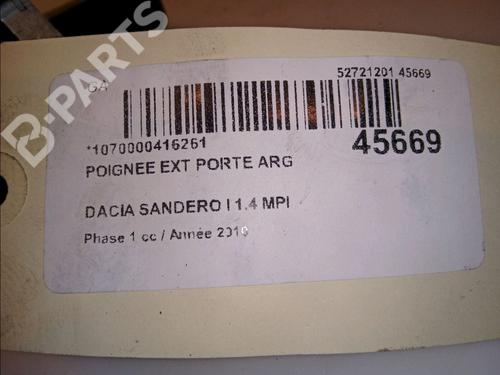 B-PARTS
GA
52721201 45669
*1070000416261
45669
POIGNEE EXT PORTE ARG
DACIA SANDERO I 1.4 MPI
Phase 1 cc / Année 2010